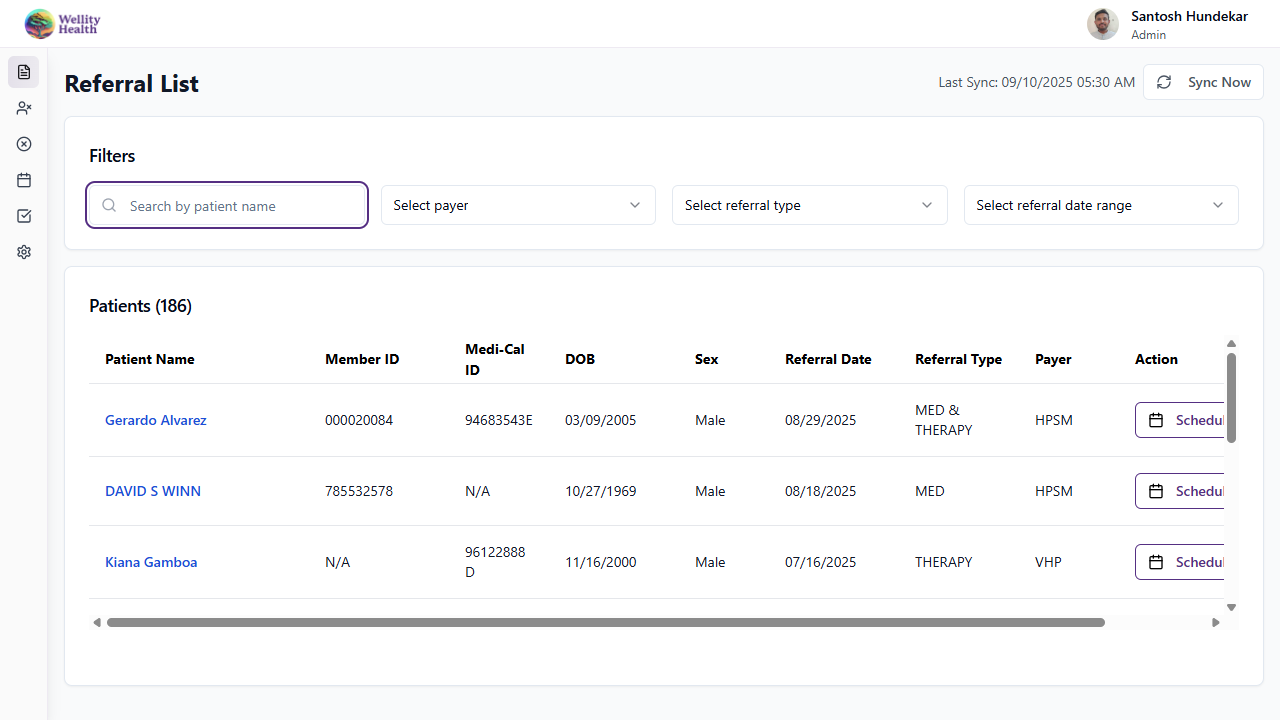 Wellity
Health
Santosh Hundekar
Admin
Referral List
Last Sync: 09/10/2025 05:30 AM
Sync Now
Filters
Search by patient name
Select payer
Select referral type
Select referral date range
Patients (186)
Patient Name
Member ID
Medi-Cal
ID
DOB
Sex
Referral Date
Referral Type
Payer
Action
Gerardo Alvarez
000020084
94683543E
03/09/2005
Male
08/29/2025
MED &
THERAPY
HPSM
Schedul
DAVID S WINN
785532578
N/A
10/27/1969
Male
08/18/2025
MED
HPSM
Schedul
Kiana Gamboa
N/A
96122888
D
11/16/2000
Male
07/16/2025
THERAPY
VHP
Schedul